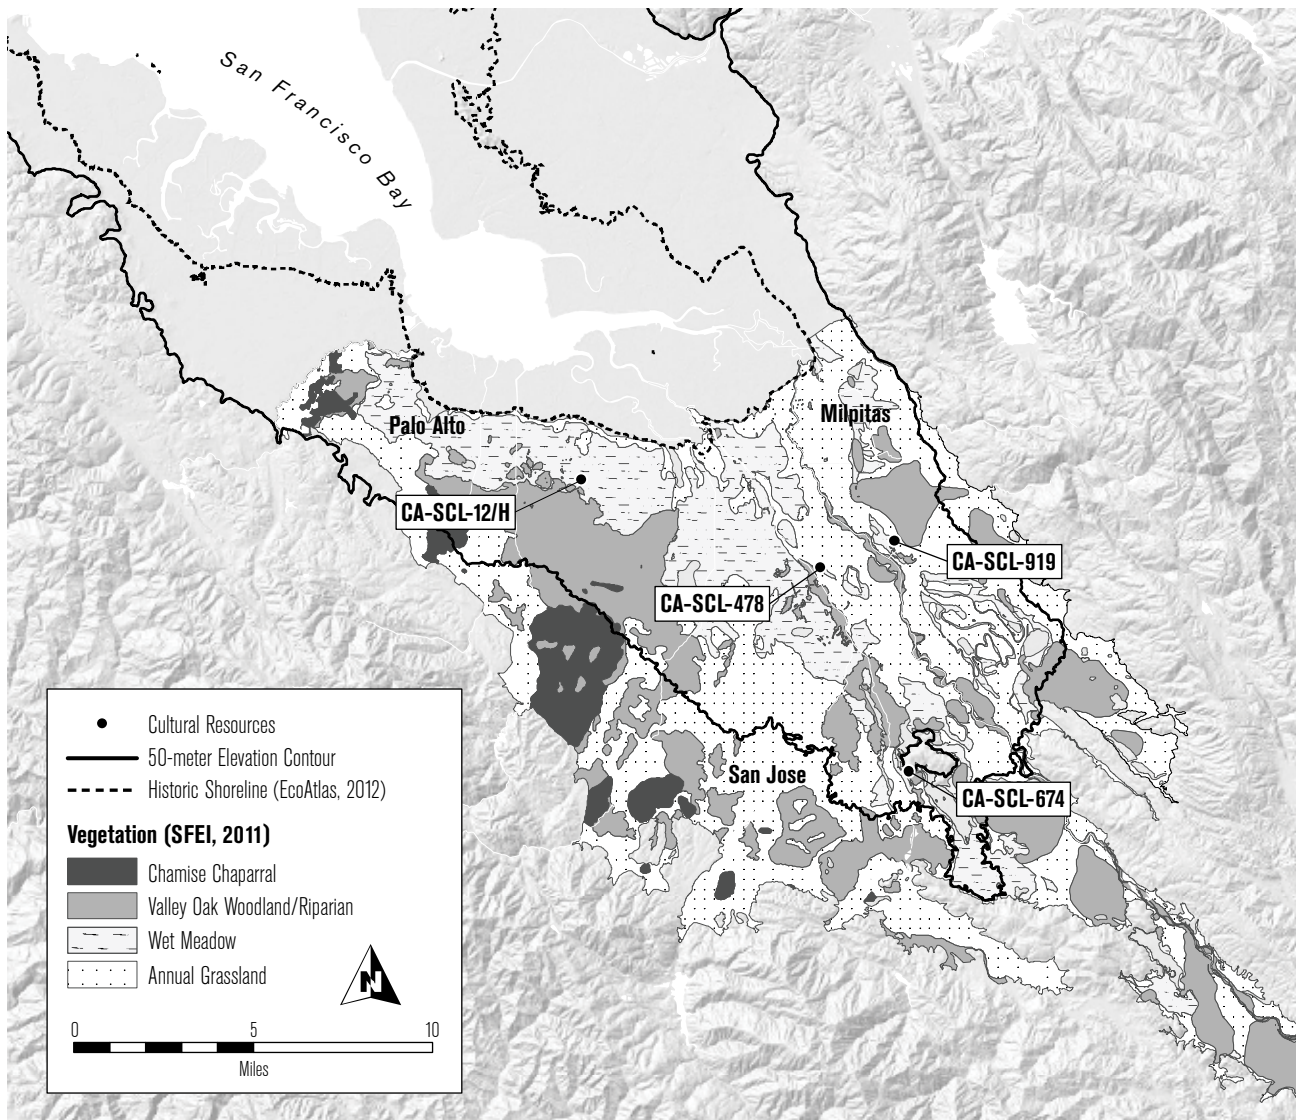 San Francisco Bay
Palo Alto
Milpitas
CA-SCL-12/H
CA-SCL-919
CA-SCL-478
San Jose
CA-SCL-674
Cultural Resources
50-meter Elevation Contour
Historic Shoreline (EcoAtlas, 2012)
Vegetation (SFEI, 2011)
Chamise Chaparral
Valley Oak Woodland/Riparian
Wet Meadow
Annual Grassland
N
0 5 10
Miles